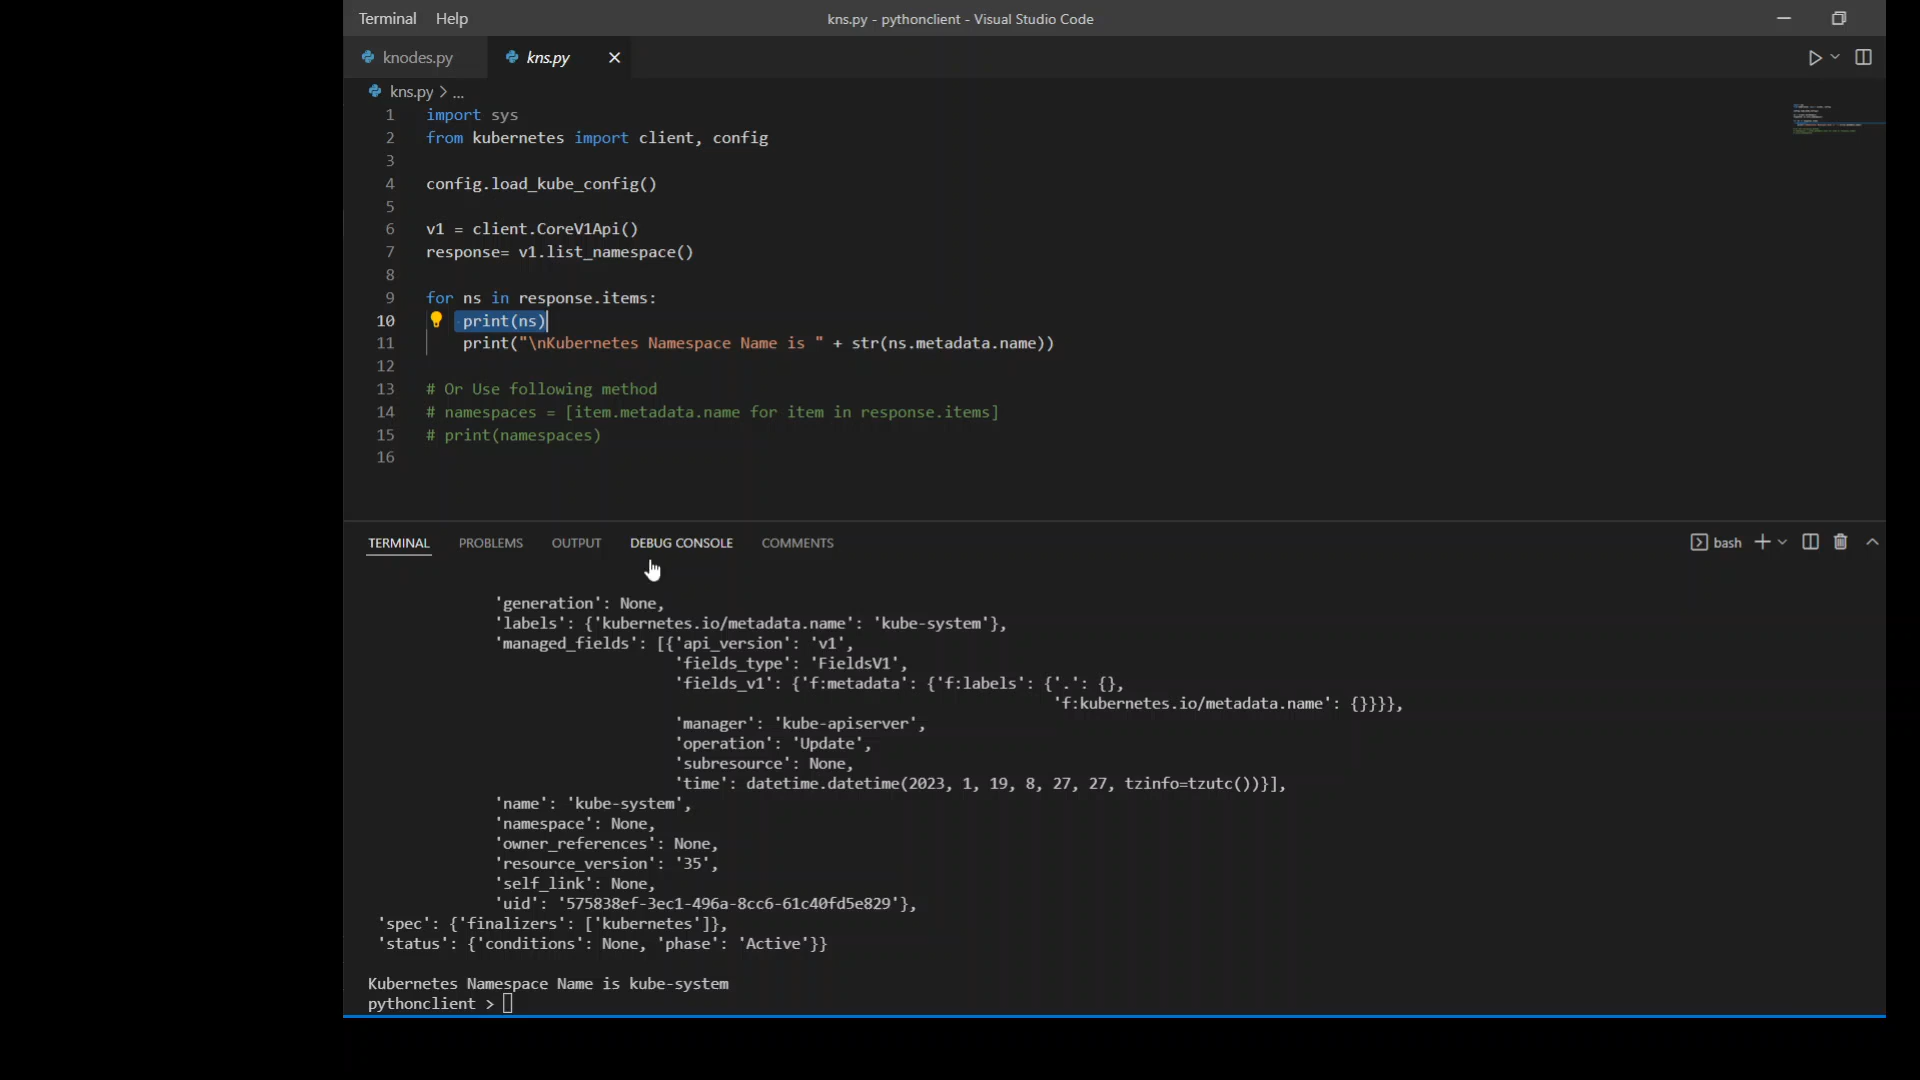 Terminal Help kns.py - pythonclient - Visual Studio Code
knodes.py kns.py
kns.py > ...
1 import sys
2 from kubernetes import client, config
3
4 config.load_kube_config()
5
6 v1 = client.CoreV1Api()
7 response= v1.list_namespace()
8
9 for ns in response.items:
10 print(ns)
11 print("\nKubernetes Namespace Name is " + str(ns.metadata.name))
12
13 # Or Use following method
14 # namespaces = [item.metadata.name for item in response.items]
15 # print(namespaces)
16
TERMINAL PROBLEMS OUTPUT DEBUG CONSOLE COMMENTS bash
'generation': None,
'labels': {'kubernetes.io/metadata.name': 'kube-system'},
'managed_fields': [{'api_version': 'v1',
'fields_type': 'FieldsV1',
'fields_v1': {'f:metadata': {'f:labels': {'.': {},
'f:kubernetes.io/metadata.name': {}}}},
'manager': 'kube-apiserver',
'operation': 'Update',
'subresource': None,
'time': datetime.datetime(2023, 1, 19, 8, 27, 27, tzinfo=tzutc())}],
'name': 'kube-system',
'namespace': None,
'owner_references': None,
'resource_version': '35',
'self_link': None,
'uid': '575838ef-3ec1-496a-8cc6-61c40fd5e829'},
'spec': {'finalizers': ['kubernetes']},
'status': {'conditions': None, 'phase': 'Active'}}
Kubernetes Namespace Name is kube-system
pythonclient >